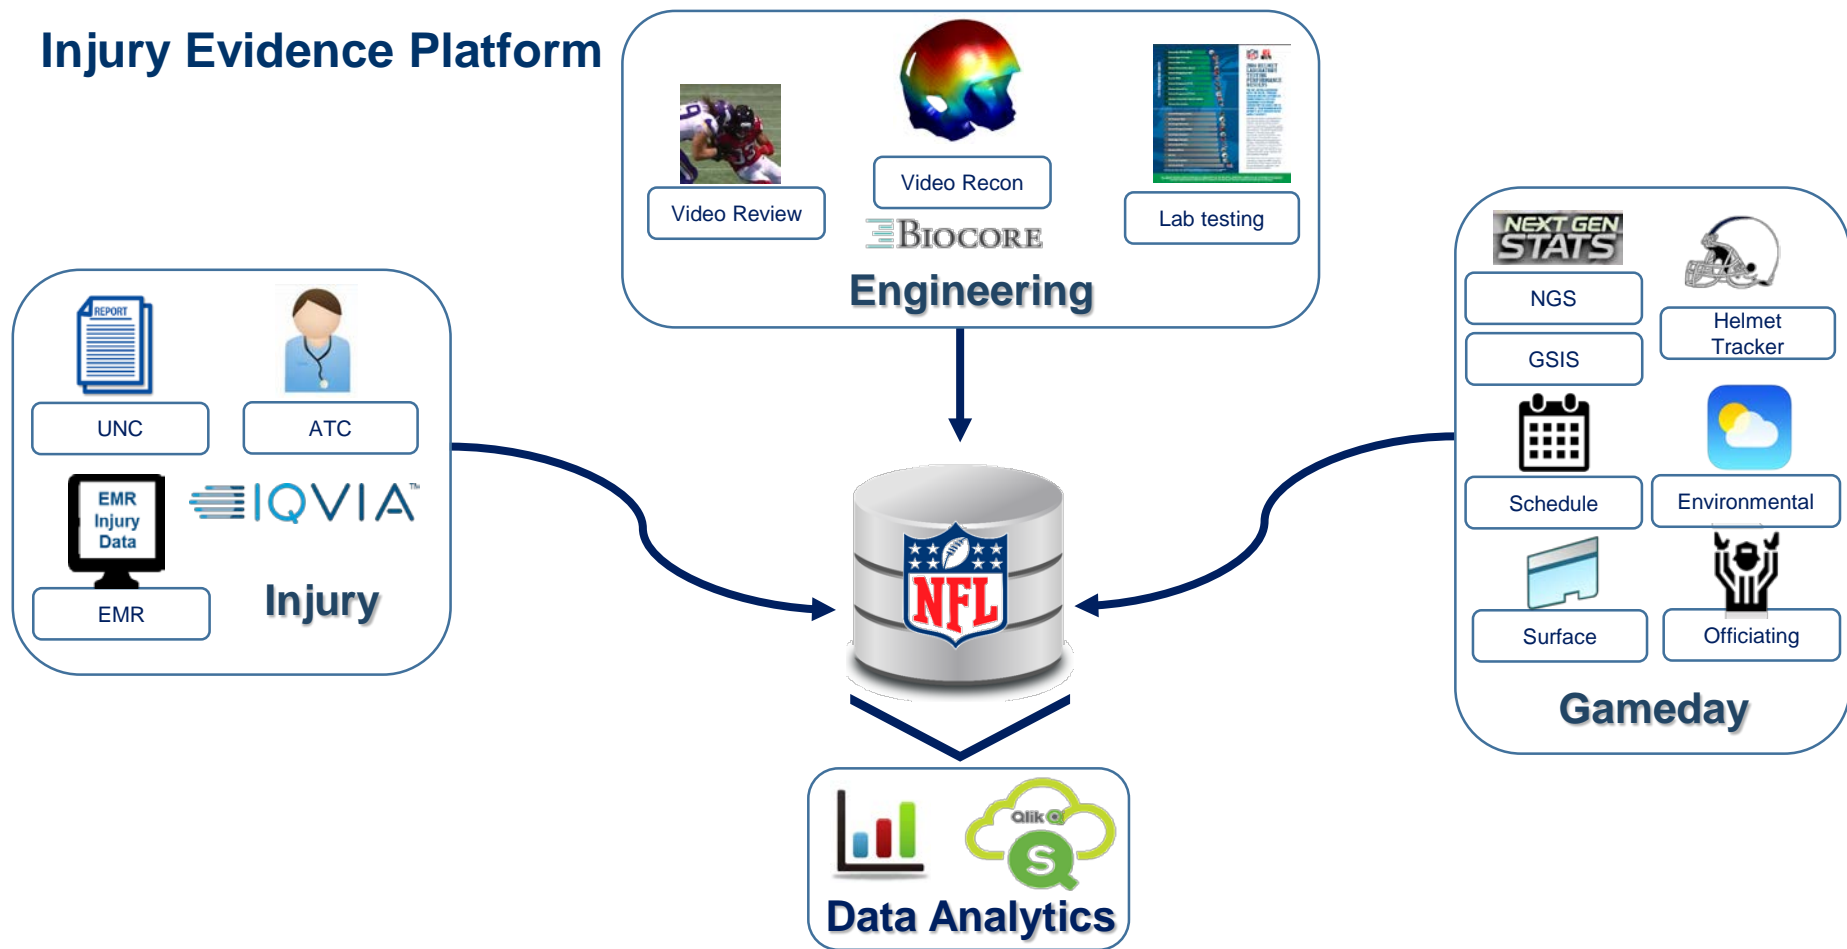 Injury Evidence Platform
Video Review
Video Recon
BIOCORE
Lab testing
Engineering
REPORT
UNC
ATC
EMR
Injury
Data
IQVIA™
EMR
Injury
NEXT GEN
STATS
NGS
GSIS
Helmet
Tracker
Schedule
Environmental
Surface
Officiating
Gameday
NFL
Qlik Q
S
Data Analytics